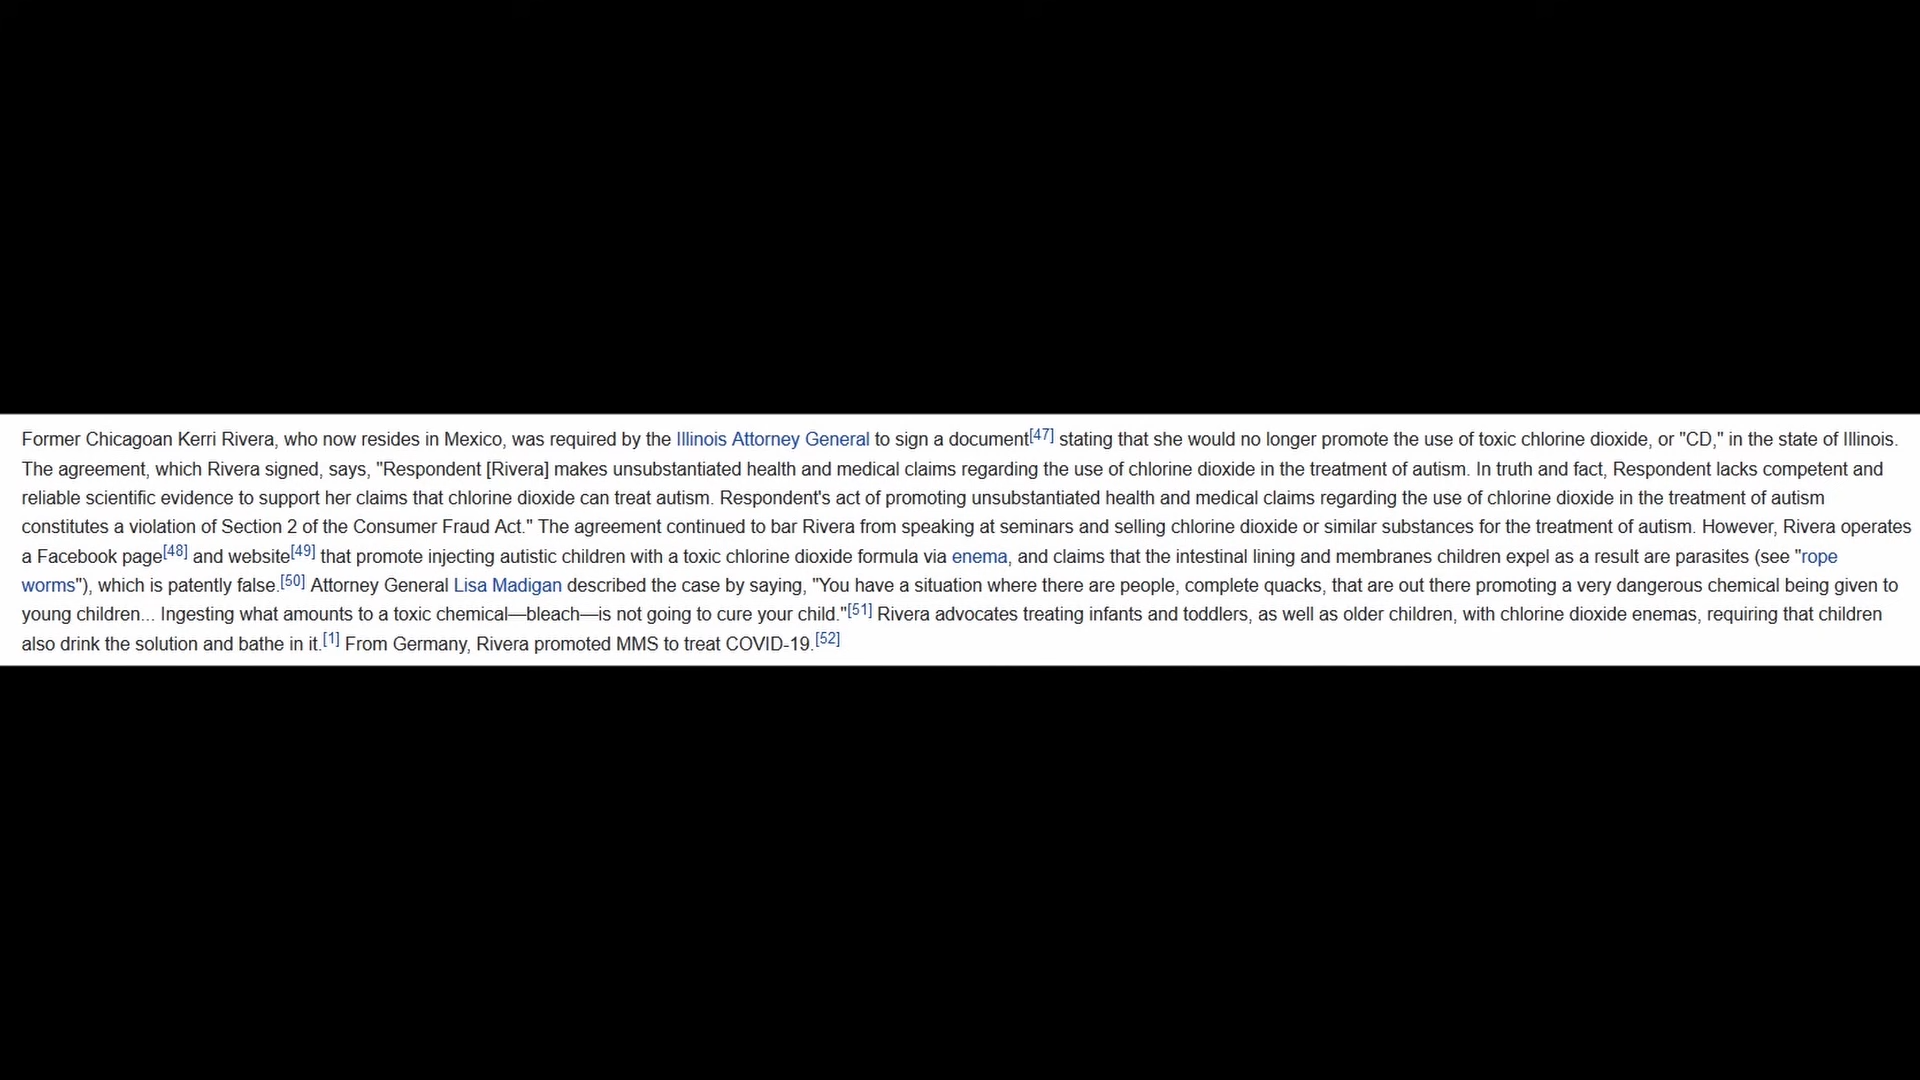 Former Chicagoan Kerri Rivera, who now resides in Mexico, was required by the Illinois Attorney General to sign a document[47] stating that she would no longer promote the use of toxic chlorine dioxide, or "CD," in the state of Illinois.
The agreement, which Rivera signed, says, "Respondent [Rivera] makes unsubstantiated health and medical claims regarding the use of chlorine dioxide in the treatment of autism. In truth and fact, Respondent lacks competent and
reliable scientific evidence to support her claims that chlorine dioxide can treat autism. Respondent's act of promoting unsubstantiated health and medical claims regarding the use of chlorine dioxide in the treatment of autism
constitutes a violation of Section 2 of the Consumer Fraud Act." The agreement continued to bar Rivera from speaking at seminars and selling chlorine dioxide or similar substances for the treatment of autism. However, Rivera operates
a Facebook page[48] and website[49] that promote injecting autistic children with a toxic chlorine dioxide formula via enema, and claims that the intestinal lining and membranes children expel as a result are parasites (see "rope
worms"), which is patently false.[50] Attorney General Lisa Madigan described the case by saying, "You have a situation where there are people, complete quacks, that are out there promoting a very dangerous chemical being given to
young children... Ingesting what amounts to a toxic chemical—bleach—is not going to cure your child."[51] Rivera advocates treating infants and toddlers, as well as older children, with chlorine dioxide enemas, requiring that children
also drink the solution and bathe in it.[1] From Germany, Rivera promoted MMS to treat COVID-19.[52]